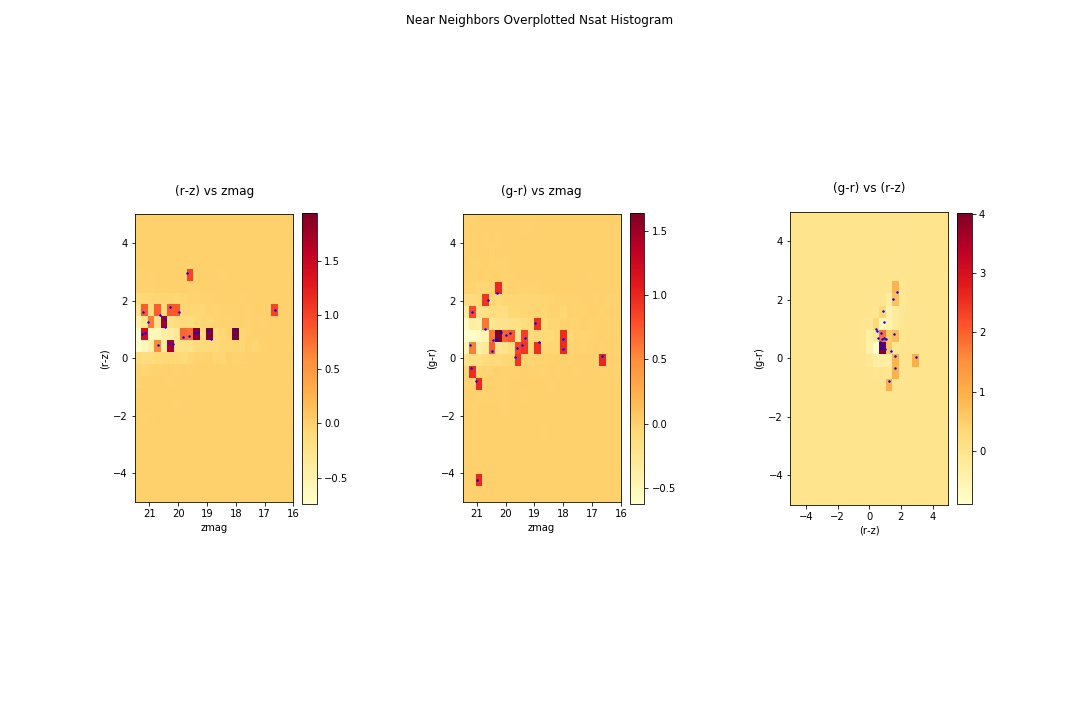 Near Neighbors Overplotted Nsat Histogram
(r-z) vs zmag
4
2
0
−2
−4
(r-z)
21 20 19 18 17 16
zmag
1.5
1.0
0.5
0.0
−0.5
(g-r) vs zmag
4
2
0
−2
−4
(g-r)
21 20 19 18 17 16
zmag
1.5
1.0
0.5
0.0
−0.5
(g-r) vs (r-z)
4
2
0
−2
−4
(g-r)
−4 −2 0 2 4
(r-z)
4
3
2
1
0